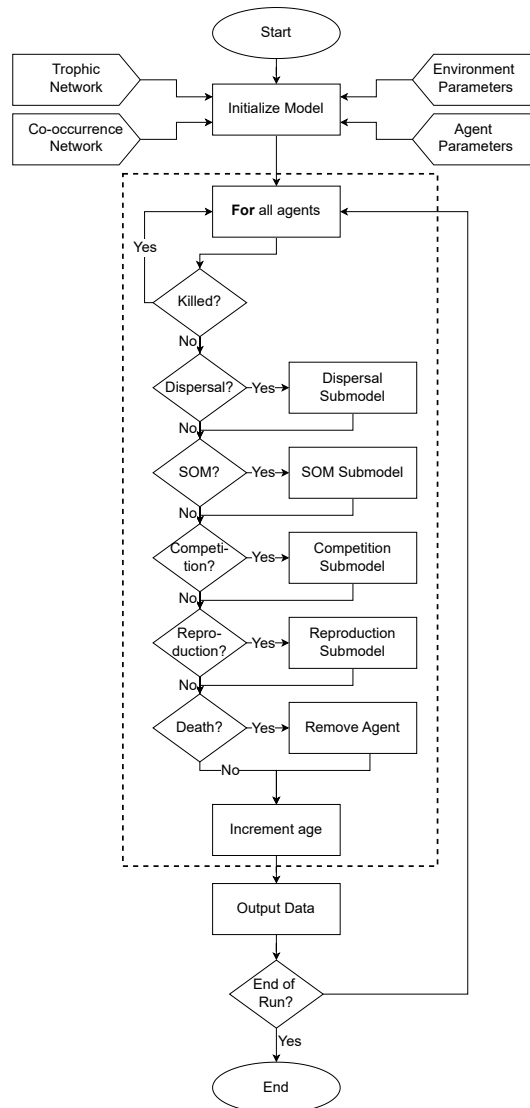 Start
Trophic
Network
Environment
Parameters
Initialize Model
Co-occurrence
Network
Agent
Parameters
For all agents
Yes
Killed?
No
Dispersal?
Yes
Dispersal
Submodel
No
SOM?
Yes
SOM Submodel
No
Competi-
tion?
Yes
Competition
Submodel
No
Repro-
duction?
Yes
Reproduction
Submodel
No
Death?
Yes
Remove Agent
No
Increment age
Output Data
End of
Run?
Yes
End